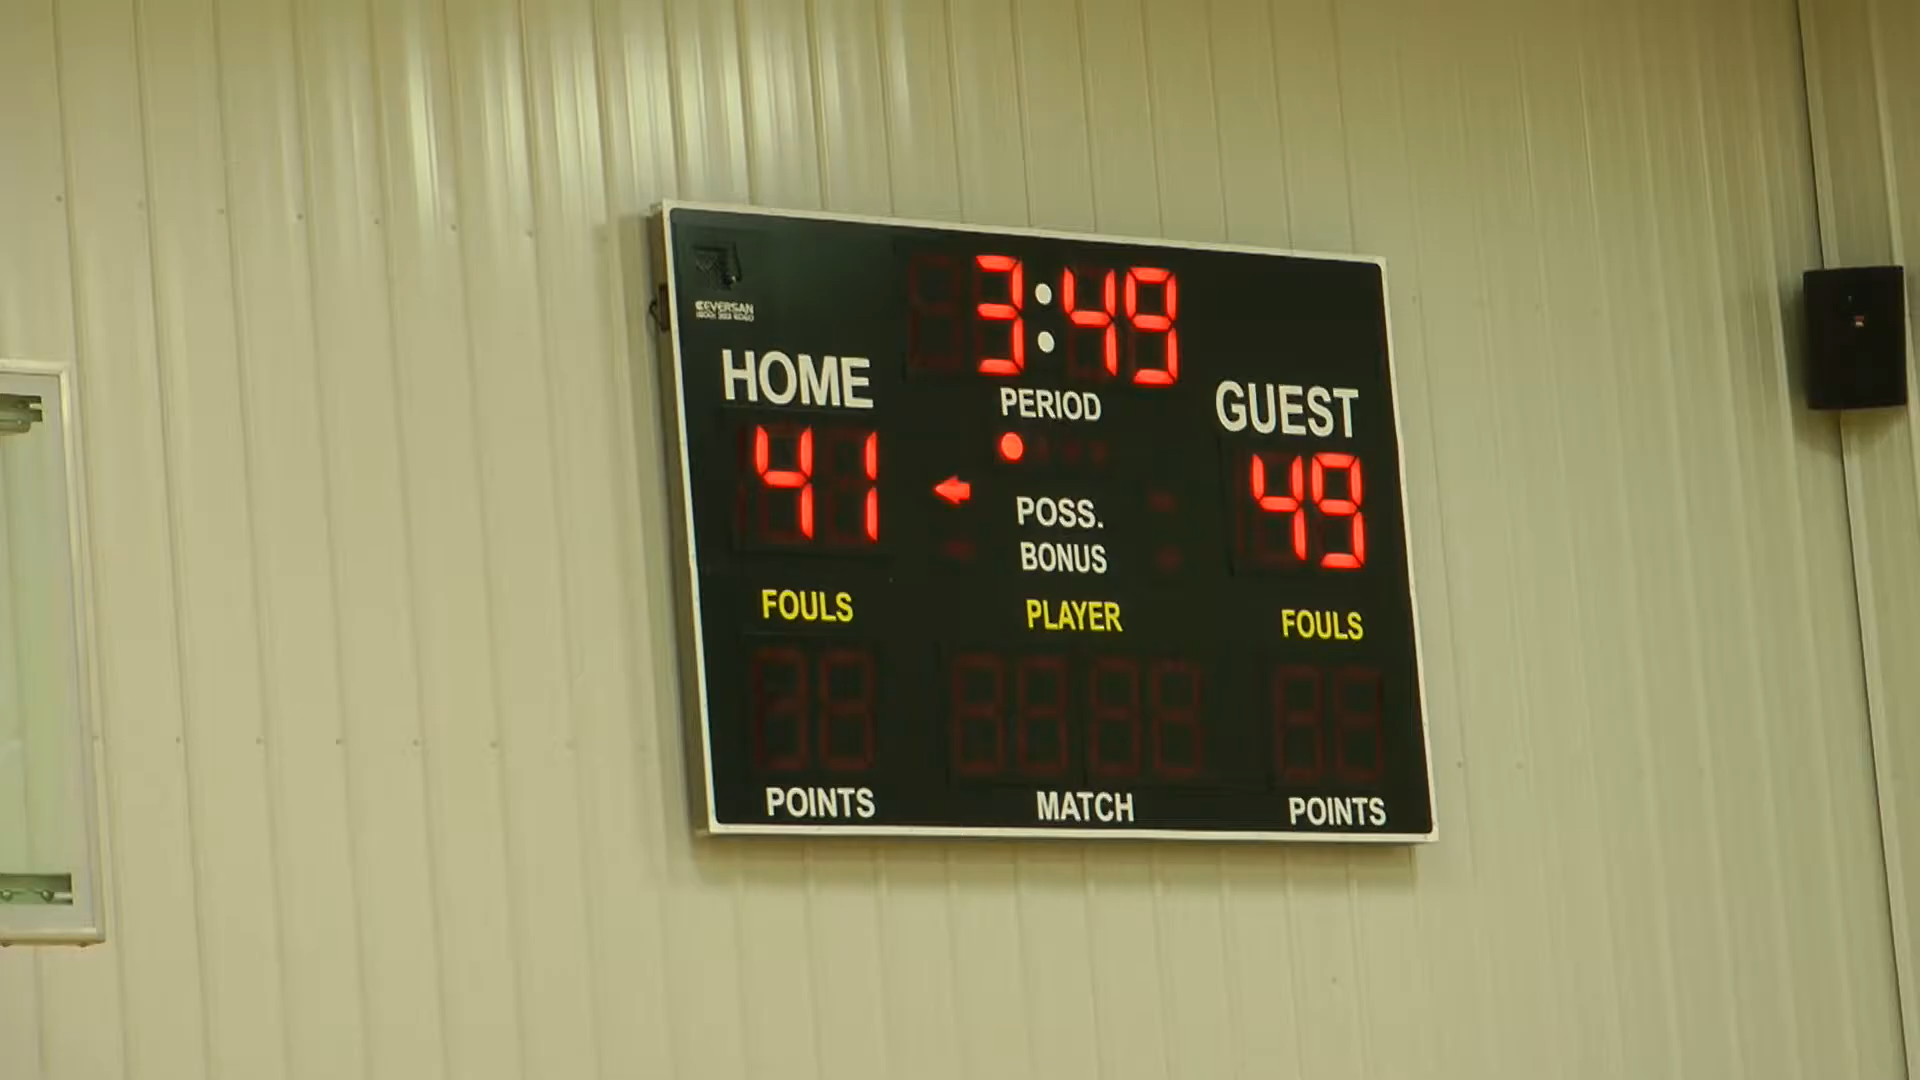 EVERSAN
3:49
HOME
PERIOD
GUEST
41
49
POSS.
BONUS
FOULS
PLAYER
FOULS
POINTS
MATCH
POINTS